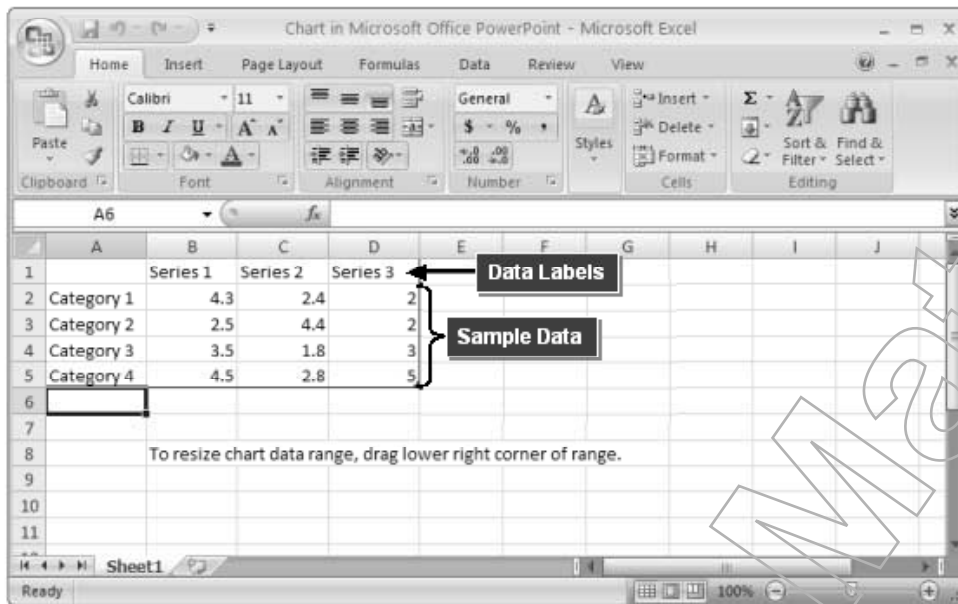 Chart in Microsoft Office PowerPoint - Microsoft Excel
Home Insert Page Layout Formulas Data Review View
Calibri 11 General Insert
B I U A A $ % , Delete
Paste Styles Format Sort & Filter Find & Select
Clipboard Font Alignment Number Cells Editing
A6 fx
A B C D E F G H I J
1 Series 1 Series 2 Series 3 Data Labels
2 Category 1 4.3 2.4 2
3 Category 2 2.5 4.4 2
Sample Data
4 Category 3 3.5 1.8 3
5 Category 4 4.5 2.8 5
6
7
8 To resize chart data range, drag lower right corner of range.
9
10
11
Sheet1
Ready 100%